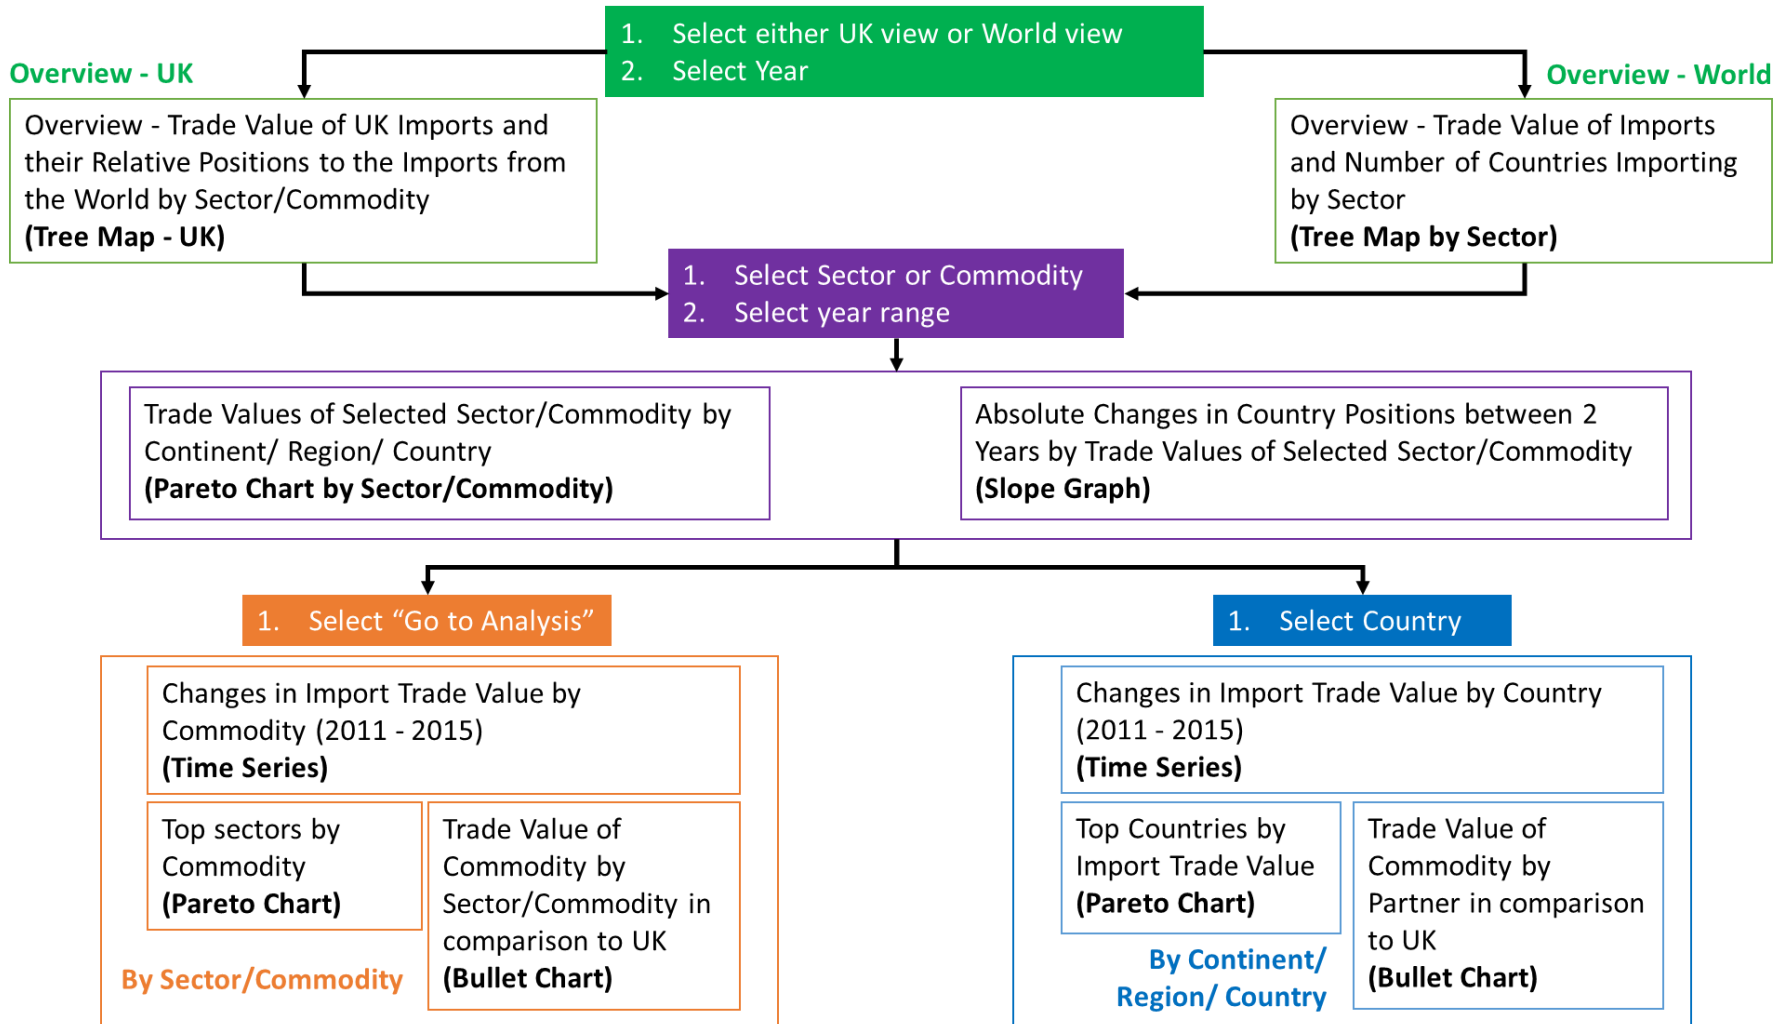 1. Select either UK view or World view
2. Select Year
Overview - UK
Overview - World
Overview - Trade Value of UK Imports and
their Relative Positions to the Imports from
the World by Sector/Commodity
(Tree Map - UK)
Overview - Trade Value of Imports
and Number of Countries Importing
by Sector
(Tree Map by Sector)
1. Select Sector or Commodity
2. Select year range
Trade Values of Selected Sector/Commodity by
Continent/ Region/ Country
(Pareto Chart by Sector/Commodity)
Absolute Changes in Country Positions between 2
Years by Trade Values of Selected Sector/Commodity
(Slope Graph)
1. Select “Go to Analysis”
1. Select Country
Changes in Import Trade Value by
Commodity (2011 - 2015)
(Time Series)
Top sectors by
Commodity
(Pareto Chart)
Trade Value of
Commodity by
Sector/Commodity in
comparison to UK
(Bullet Chart)
By Sector/Commodity
Changes in Import Trade Value by Country
(2011 - 2015)
(Time Series)
Top Countries by
Import Trade Value
(Pareto Chart)
Trade Value of
Commodity by
Partner in comparison
to UK
(Bullet Chart)
By Continent/
Region/ Country